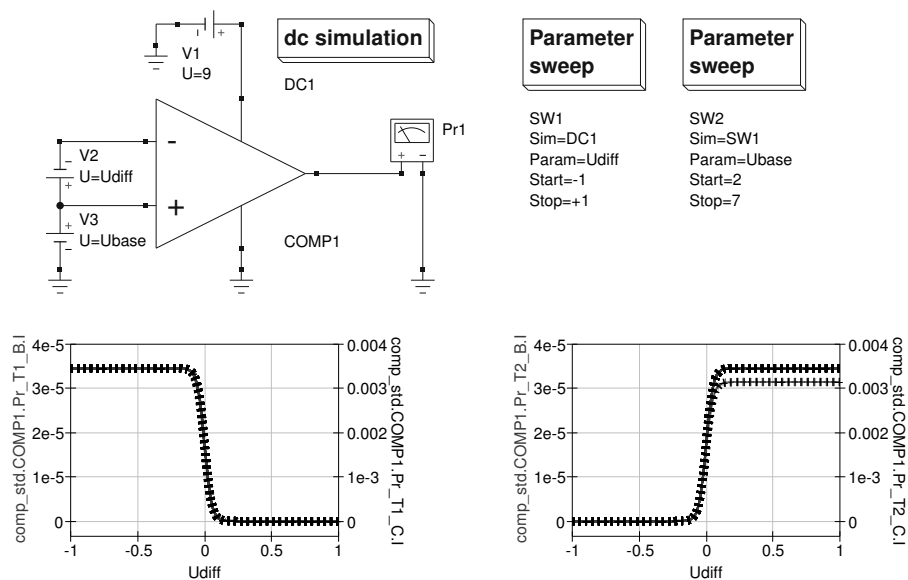 V1
U=9
dc simulation
DC1
Parameter
sweep
Parameter
sweep
SW1
Sim=DC1
Param=Udiff
Start=-1
Stop=+1
SW2
Sim=SW1
Param=Ubase
Start=2
Stop=7
Pr1
V2
U=Udiff
V3
U=Ubase
COMP1
comp_std.COMP1.Pr_T1_B.I
4e-5
3e-5
2e-5
1e-5
0
0.004
0.003
0.002
1e-3
0
comp_std.COMP1.Pr_T1_C.I
-1
-0.5
0
0.5
1
Udiff
comp_std.COMP1.Pr_T2_B.I
4e-5
3e-5
2e-5
1e-5
0
0.004
0.003
0.002
1e-3
0
comp_std.COMP1.Pr_T2_C.I
-1
-0.5
0
0.5
1
Udiff